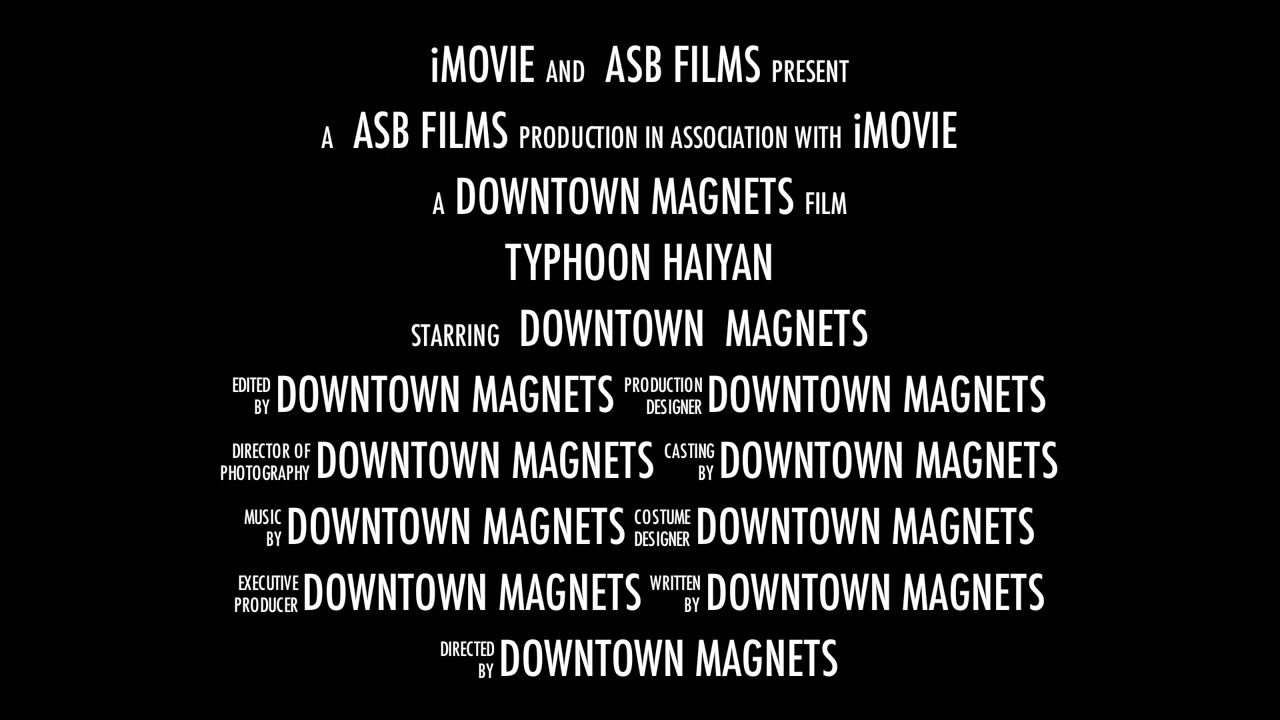 iMOVIE AND ASB FILMS PRESENT
A ASB FILMS PRODUCTION IN ASSOCIATION WITH iMOVIE
A DOWNTOWN MAGNETS FILM
TYPHOON HAIYAN
STARRING DOWNTOWN MAGNETS
EDITED BY DOWNTOWN MAGNETS PRODUCTION DESIGNER DOWNTOWN MAGNETS
DIRECTOR OF PHOTOGRAPHY DOWNTOWN MAGNETS CASTING BY DOWNTOWN MAGNETS
MUSIC BY DOWNTOWN MAGNETS COSTUME DESIGNER DOWNTOWN MAGNETS
EXECUTIVE PRODUCER DOWNTOWN MAGNETS WRITTEN BY DOWNTOWN MAGNETS
DIRECTED BY DOWNTOWN MAGNETS